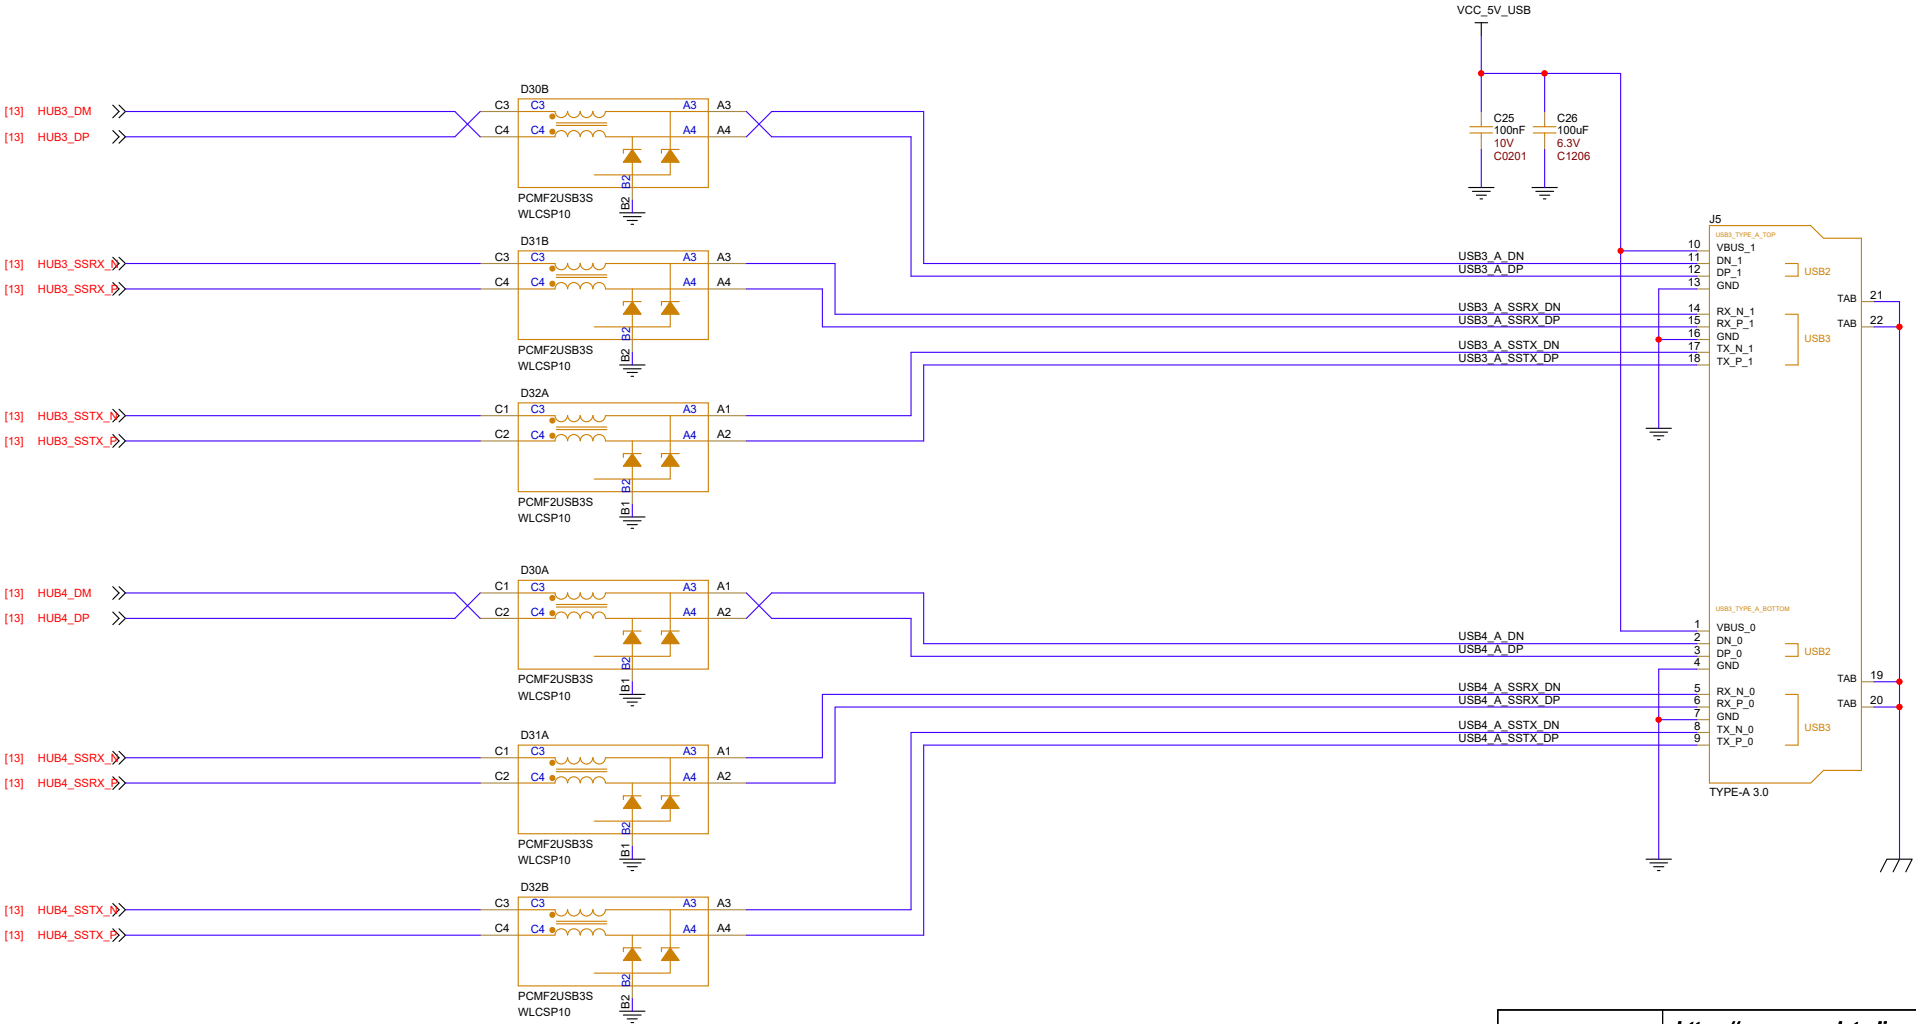 VCC_5V_USB
C25
100nF
10V
C0201
C26
100uF
6.3V
C1206
[13] HUB3_DM
[13] HUB3_DP
D30B
C3 C3 A3 A3
C4 C4 A4 A4
B2
B2
PCMF2USB3S
WLCSP10
[13] HUB3_SSRX_N
[13] HUB3_SSRX_P
D31B
C3 C3 A3 A3
C4 C4 A4 A4
B2
B2
PCMF2USB3S
WLCSP10
[13] HUB3_SSTX_N
[13] HUB3_SSTX_P
D32A
C1 C3 A3 A1
C2 C4 A4 A2
B2
B1
PCMF2USB3S
WLCSP10
[13] HUB4_DM
[13] HUB4_DP
D30A
C1 C3 A3 A1
C2 C4 A4 A2
B2
B1
PCMF2USB3S
WLCSP10
[13] HUB4_SSRX_N
[13] HUB4_SSRX_P
D31A
C1 C3 A3 A1
C2 C4 A4 A2
B2
B1
PCMF2USB3S
WLCSP10
[13] HUB4_SSTX_N
[13] HUB4_SSTX_P
D32B
C3 C3 A3 A3
C4 C4 A4 A4
B2
B2
PCMF2USB3S
WLCSP10
J5
USB3_TYPE_A_TOP
10 VBUS_1
USB3_A_DN 11 DN_1
USB3_A_DP 12 DP_1
13 GND
USB2
USB3_A_SSRX_DN 14 RX_N_1
USB3_A_SSRX_DP 15 RX_P_1
16 GND
USB3_A_SSTX_DN 17 TX_N_1
USB3_A_SSTX_DP 18 TX_P_1
USB3
TAB 21
TAB 22
USB3_TYPE_A_BOTTOM
1 VBUS_0
USB4_A_DN 2 DN_0
USB4_A_DP 3 DP_0
4 GND
USB2
USB4_A_SSRX_DN 5 RX_N_0
USB4_A_SSRX_DP 6 RX_P_0
7 GND
USB4_A_SSTX_DN 8 TX_N_0
USB4_A_SSTX_DP 9 TX_P_0
USB3
TAB 19
TAB 20
TYPE-A 3.0